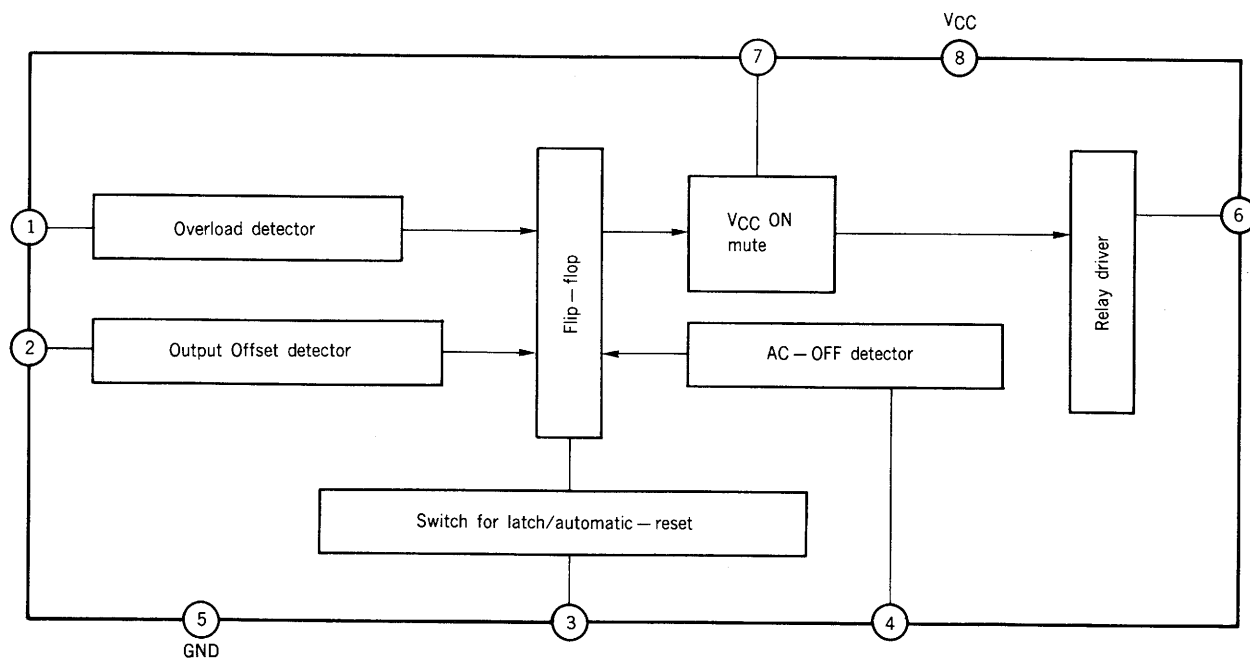 VCC
7
8
1
Overload detector
Flip – flop
VCC ON
mute
Relay driver
6
2
Output Offset detector
AC – OFF detector
Switch for latch/automatic – reset
5
GND
3
4